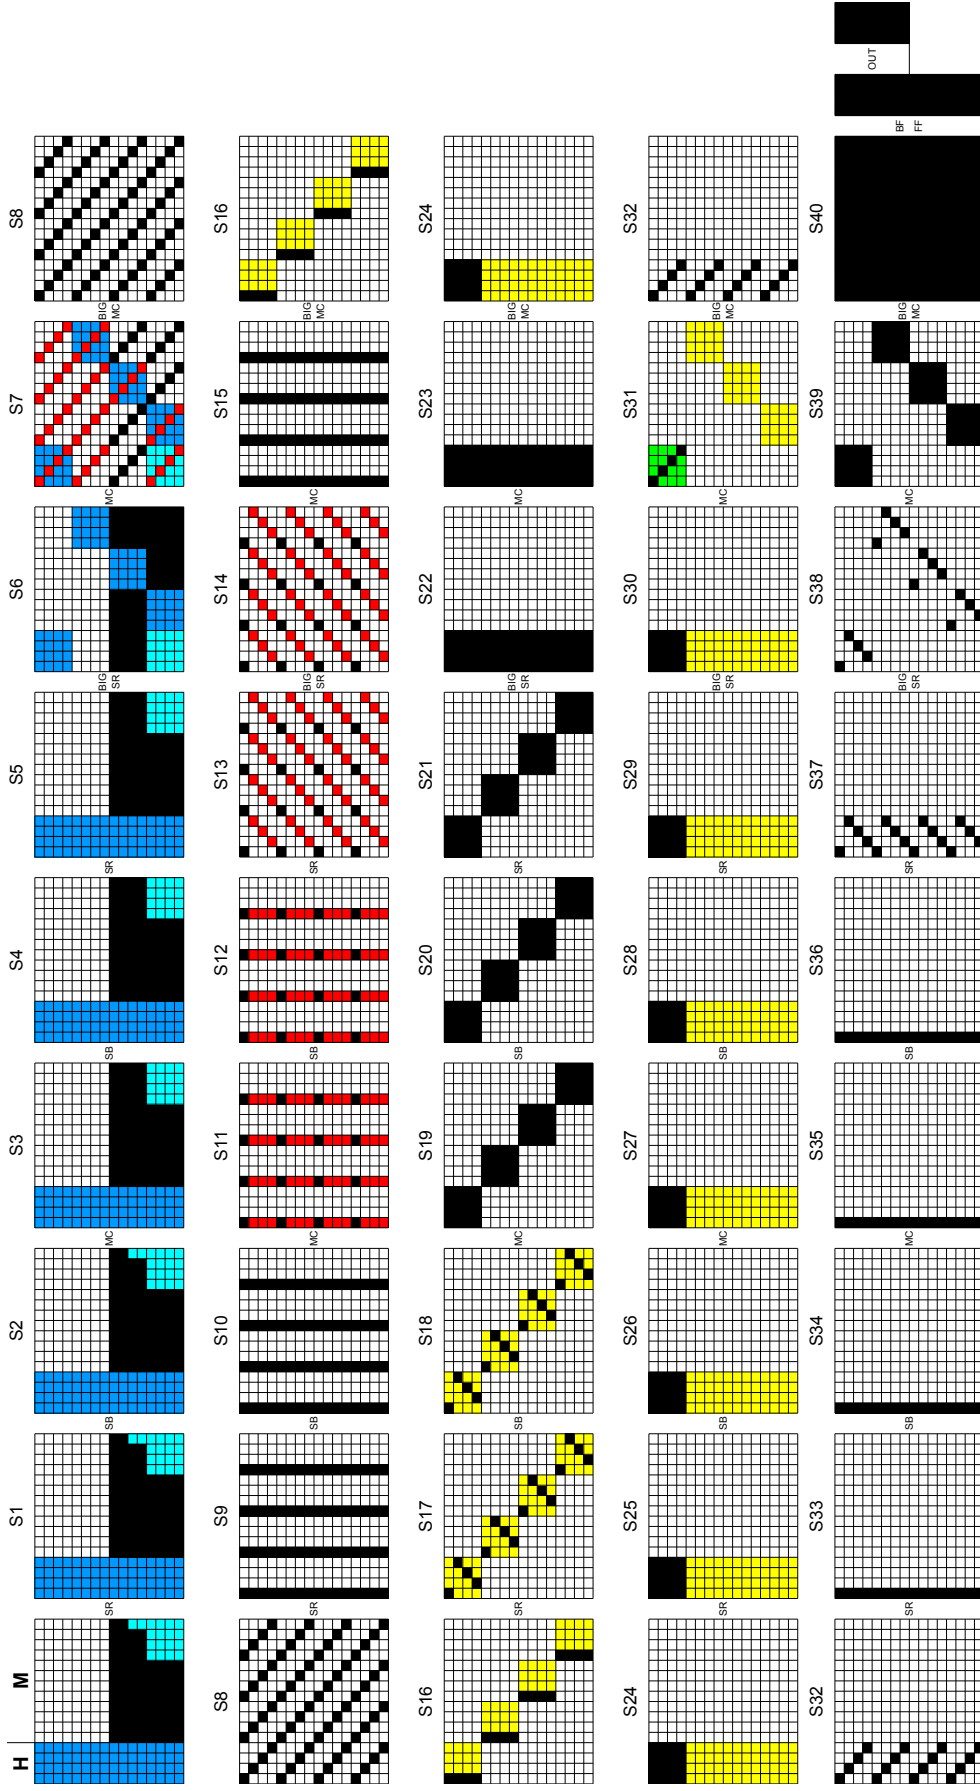 H M S1 S2 S3 S4 S5 S6 S7 S8
SR SB MC SB SR BIG SR MC BIG MC
S8 S9 S10 S11 S12 S13 S14 S15 S16
SR SB MC SB SR BIG SR MC BIG MC
S16 S17 S18 S19 S20 S21 S22 S23 S24
SR SB MC SB SR BIG SR MC BIG MC
S24 S25 S26 S27 S28 S29 S30 S31 S32
SR SB MC SB SR BIG SR MC BIG MC
S32 S33 S34 S35 S36 S37 S38 S39 S40
OUT
SR SB MC SB SR BIG SR MC BIG MC BF FF